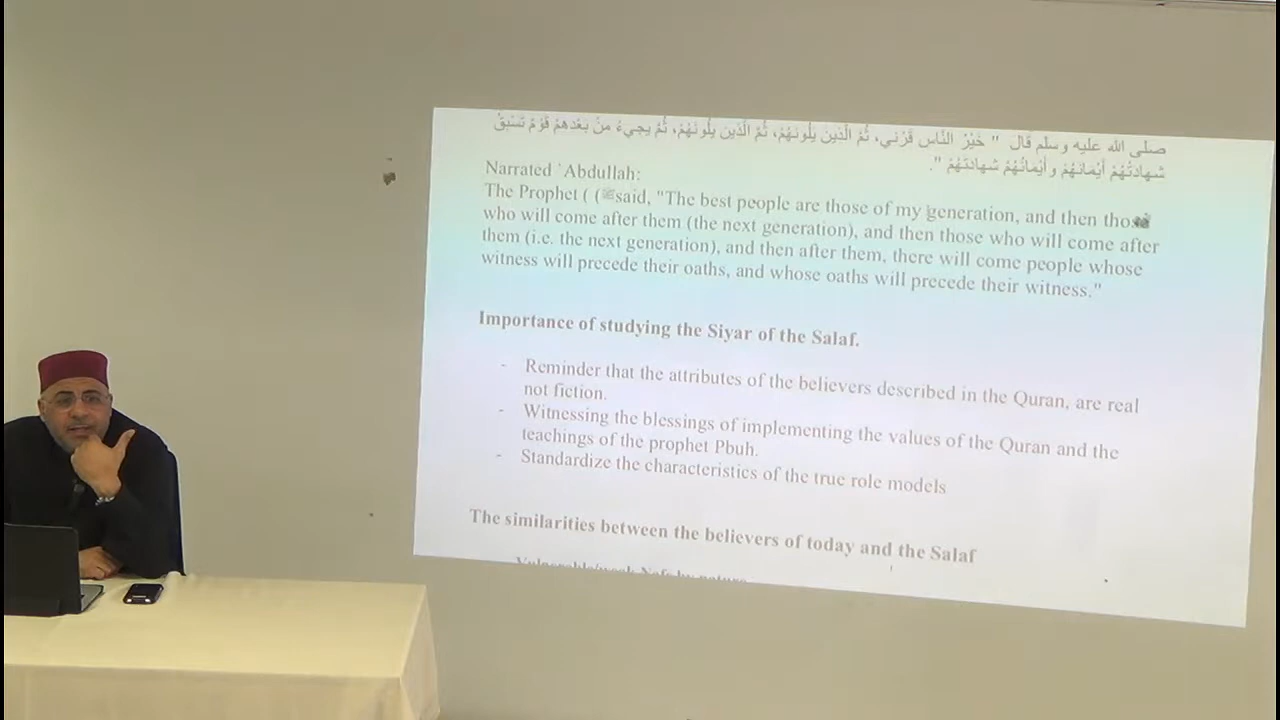 صلى الله عليه وسلم قال " خَيْرُ النَّاسِ قَرْنِي، ثُمَّ الَّذِينَ يَلُونَهُمْ، ثُمَّ الَّذِينَ يَلُونَهُمْ، ثُمَّ يَجِيءُ مِنْ بَعْدِهِمْ قَوْمٌ تَسْبِقُ
شَهَادَتُهُمْ أَيْمَانَهُمْ وَأَيْمَانُهُمْ شَهَادَتَهُمْ ".
Narrated `Abdullah:
The Prophet ( (ﷺsaid, "The best people are those of my generation, and then those
who will come after them (the next generation), and then those who will come after
them (i.e. the next generation), and then after them, there will come people whose
witness will precede their oaths, and whose oaths will precede their witness."
Importance of studying the Siyar of the Salaf.
- Reminder that the attributes of the believers described in the Quran, are real
not fiction.
- Witnessing the blessings of implementing the values of the Quran and the
teachings of the prophet Pbuh.
- Standardize the characteristics of the true role models
The similarities between the believers of today and the Salaf